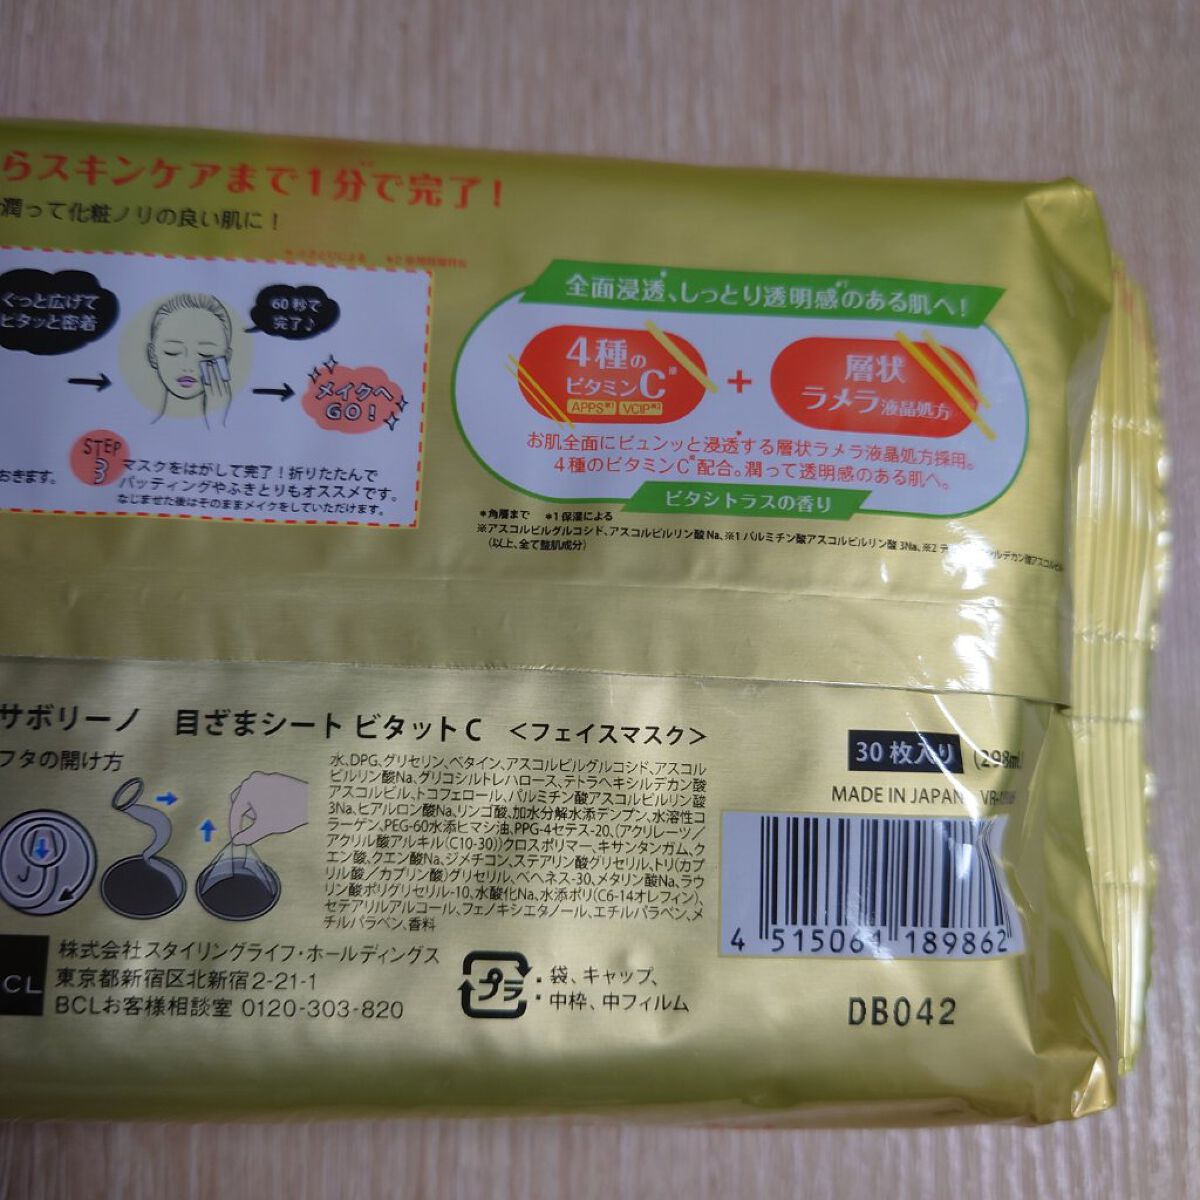 らスキンケアまで1分で完了!
潤って化粧ノリの良い肌に!
ぐっと広げて
ピタッと密着
60秒で
完了♪
メイクへ
GO!
STEP
3
マスクをはがして完了!折りたたんで
パッティングやふきとりもオススメです。
なじませた後はそのままメイクをしていただけます。
おきます。
全面浸透*、しっとり透明感*1のある肌へ!
4種の
ビタミンC※
APPS※1 VCIP※2
+
層状
ラメラ液晶処方
お肌全面にビュンッと浸透*する層状ラメラ液晶処方採用。
4種のビタミンC※配合。潤って透明感のある肌へ。
ビタシトラスの香り
*角層まで *1保湿による
※アスコルビルグルコシド、アスコルビルリン酸Na、※1パルミチン酸アスコルビルリン酸3Na、※2テ
(以上、全て整肌成分)
サボリーノ 目ざまシート ビタットC <フェイスマスク>
フタの開け方
水、DPG、グリセリン、ベタイン、アスコルビルグルコシド、アスコル
ビルリン酸Na、グリコシルトレハロース、テトラヘキシルデカン酸
アスコルビル、トコフェロール、パルミチン酸アスコルビルリン酸
3Na、ヒアルロン酸Na、リンゴ酸、加水分解水添デンプン、水溶性コ
ラーゲン、PEG-60水添ヒマシ油、PPG-4セテス-20、(アクリレーツ/
アクリル酸アルキル(C10-30))クロスポリマー、キサンタンガム、ク
エン酸、クエン酸Na、ジメチコン、ステアリン酸グリセリル、トリ(カプ
リル酸/カプリン酸)グリセリル、ベヘネス-30、メタリン酸Na、ラウ
リン酸ポリグリセリル-10、水酸化Na、水添ポリ(C6-14オレフィン)、
セテアリルアルコール、フェノキシエタノール、エチルパラベン、メ
チルパラベン、香料
30枚入り (298mL)
MADE IN JAPAN
4 515061 189862
DB042
CL
株式会社スタイリングライフ・ホールディングス
東京都新宿区北新宿2-21-1
BCLお客様相談室 0120-303-820
プラ
・袋、キャップ、
・中枠、中フィルム